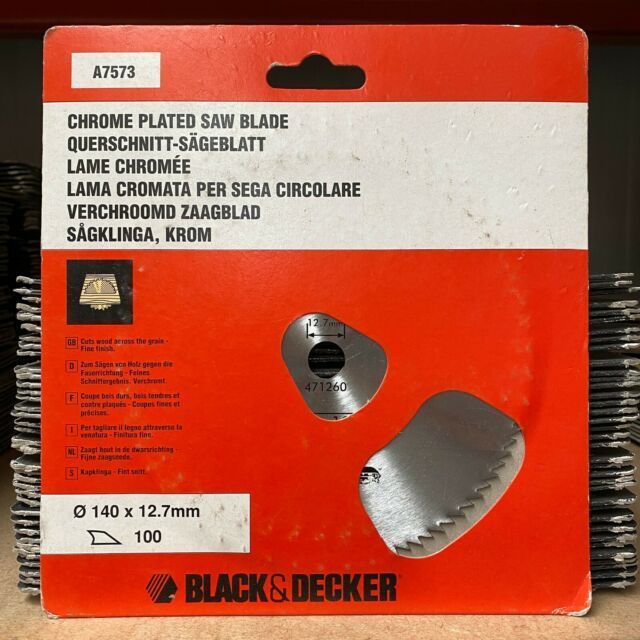 A7573
CHROME PLATED SAW BLADE
QUERSCHNITT-SÄGEBLATT
LAME CHROMÉE
LAMA CROMATA PER SEGA CIRCOLARE
VERCHROOMD ZAAGBLAD
SÅGKLINGA, KROM
GB Cuts wood across the grain -
Fine finish.
D Zum Sägen von Holz gegen die
Faserrichtung - Feines
Schnittergebnis. Verchromt.
F Coupe bois durs, bois tendres et
contre plaqués - Coupes fines et
précises.
I Per tagliare il legno attraverso la
venatura - Finitura fine.
NL Zaagt hout in de dwarsrichting -
Fijne zaagsnede.
S Kapklinga - Fint snitt.
12.7mm
471260
Ø 140 x 12.7mm
100
BLACK&DECKER